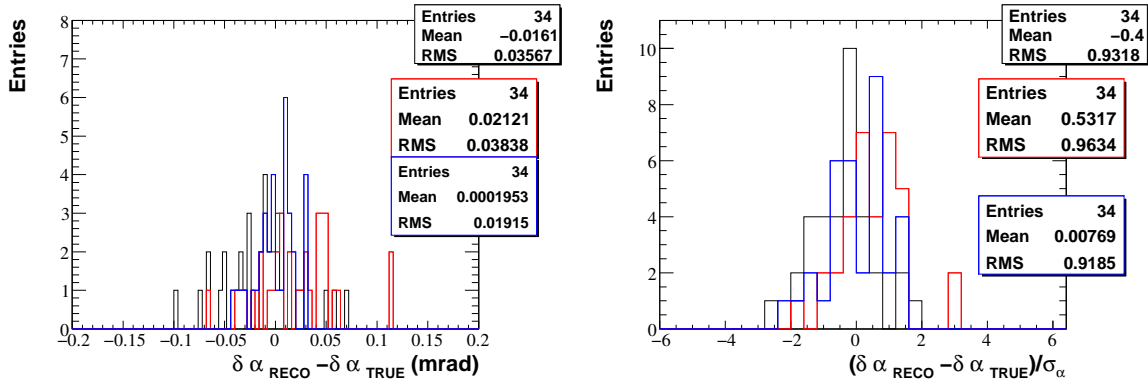 Entries 34
Mean −0.0161
RMS 0.03567
Entries 34
Mean 0.02121
RMS 0.03838
Entries 34
Mean 0.0001953
RMS 0.01915
Entries
8
7
6
5
4
3
2
1
0
−0.2 −0.15 −0.1 −0.05 0 0.05 0.1 0.15 0.2
δ α RECO −δ α TRUE (mrad)
Entries 34
Mean −0.4
RMS 0.9318
Entries 34
Mean 0.5317
RMS 0.9634
Entries 34
Mean 0.00769
RMS 0.9185
Entries
10
8
6
4
2
0
−6 −4 −2 0 2 4 6
(δ α RECO −δ α TRUE)/σα